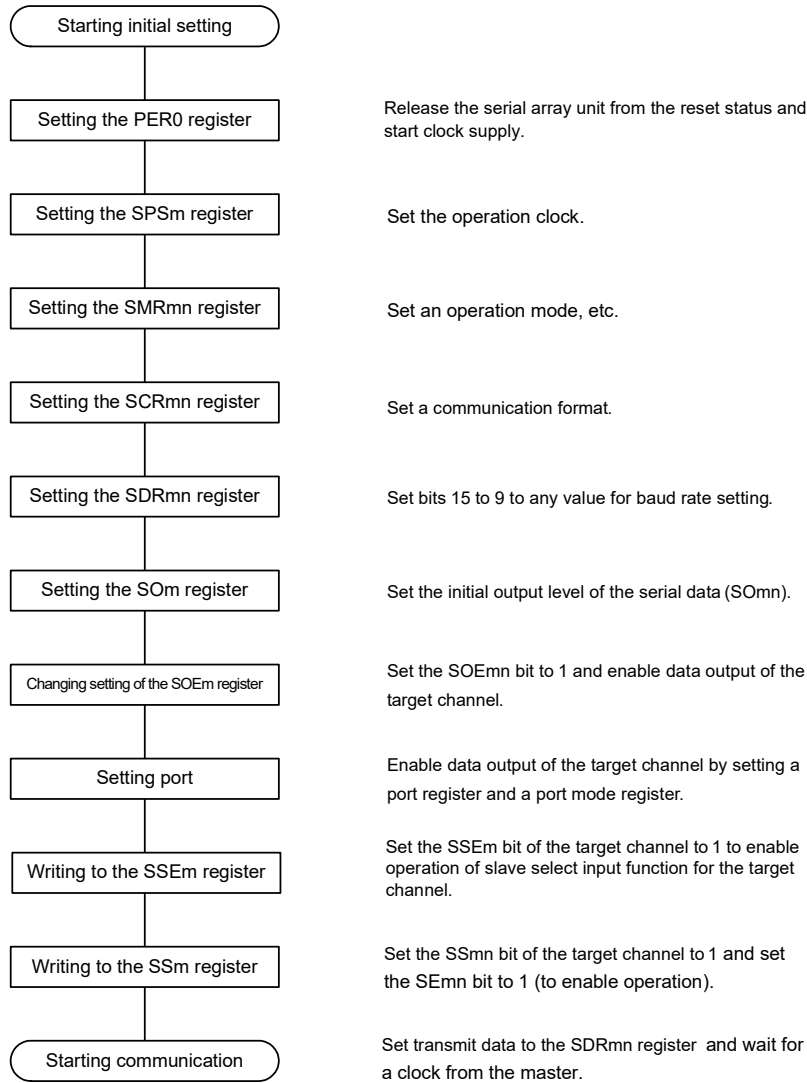 Starting initial setting
Setting the PER0 register
Release the serial array unit from the reset status and
start clock supply.
Setting the SPSm register
Set the operation clock.
Setting the SMRmn register
Set an operation mode, etc.
Setting the SCRmn register
Set a communication format.
Setting the SDRmn register
Set bits 15 to 9 to any value for baud rate setting.
Setting the SOm register
Set the initial output level of the serial data (SOmn).
Changing setting of the SOEm register
Set the SOEmn bit to 1 and enable data output of the
target channel.
Setting port
Enable data output of the target channel by setting a
port register and a port mode register.
Writing to the SSEm register
Set the SSEm bit of the target channel to 1 to enable
operation of slave select input function for the target
channel.
Writing to the SSm register
Set the SSmn bit of the target channel to 1 and set
the SEmn bit to 1 (to enable operation).
Starting communication
Set transmit data to the SDRmn register and wait for
a clock from the master.